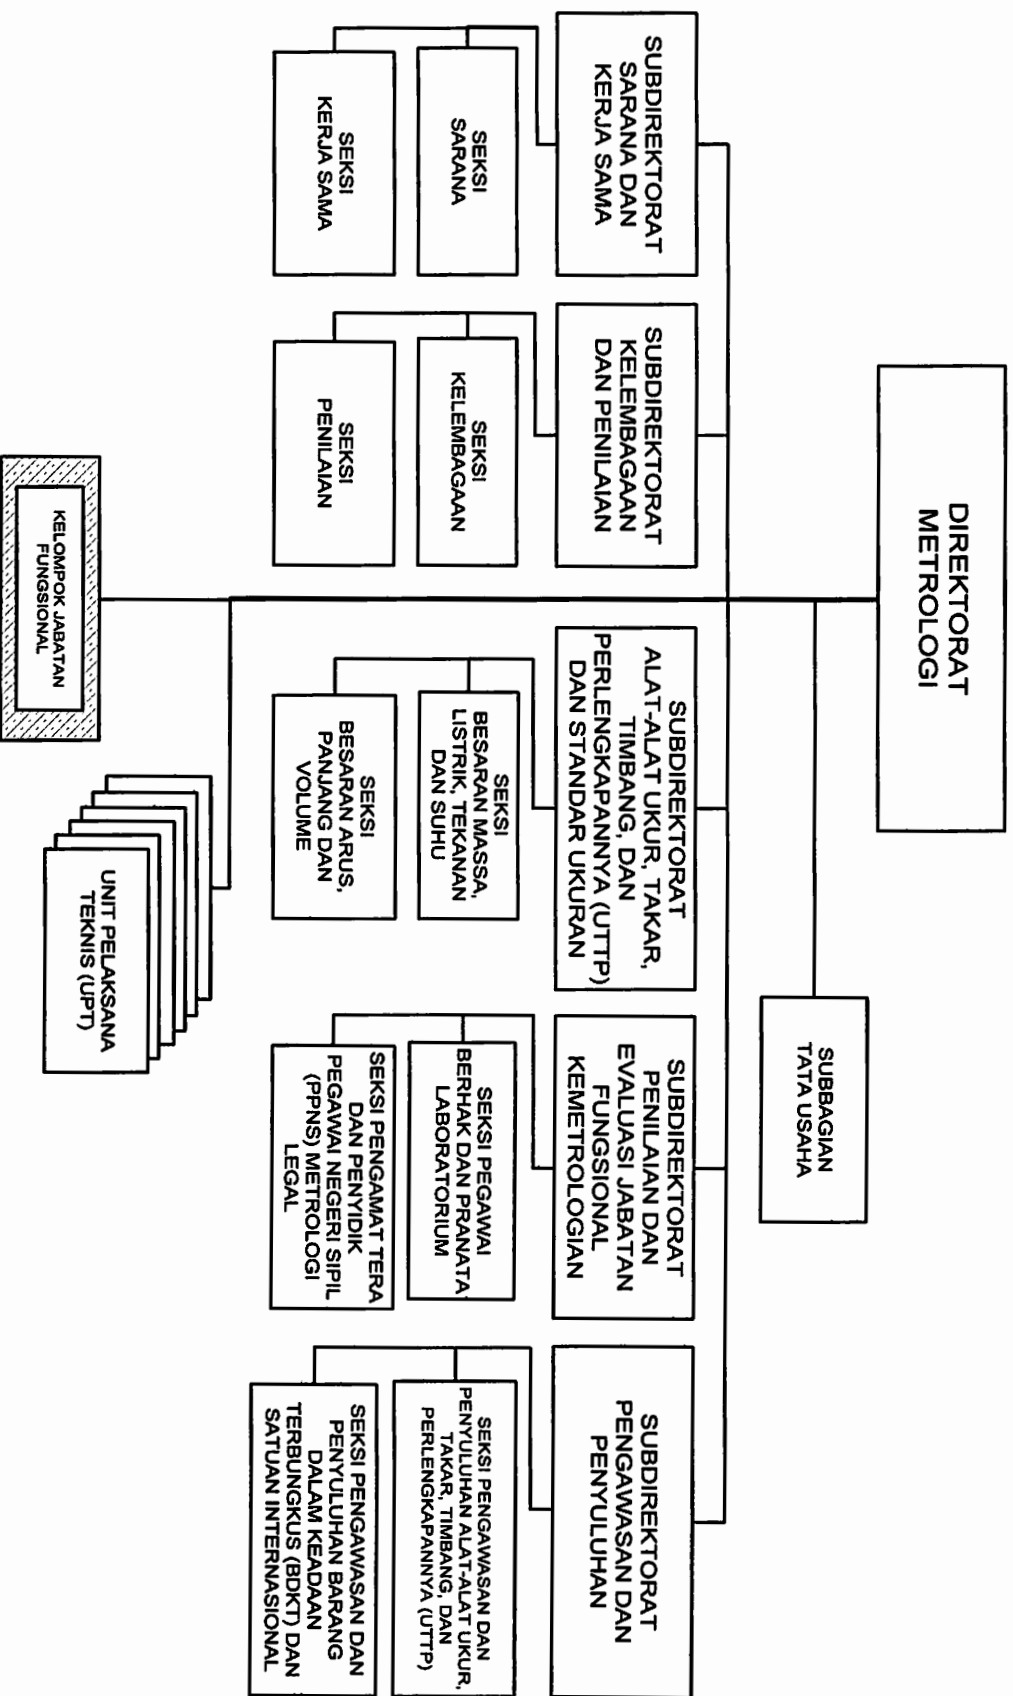 DIREKTORAT
METROLOGI
SUBBAGIAN
TATA USAHA
SUBDIREKTORAT
SARANA DAN
KERJA SAMA
SEKSI
SARANA
SEKSI
KERJA SAMA
SUBDIREKTORAT
KELEMBAGAAN
DAN PENILAIAN
SEKSI
KELEMBAGAAN
SEKSI
PENILAIAN
SUBDIREKTORAT
ALAT-ALAT UKUR, TAKAR,
TIMBANG, DAN
PERLENGKAPANNYA (UTTP)
DAN STANDAR UKURAN
SEKSI
BESARAN MASSA,
LISTRIK, TEKANAN
DAN SUHU
SEKSI
BESARAN ARUS,
PANJANG DAN
VOLUME
SUBDIREKTORAT
PENILAIAN DAN
EVALUASI JABATAN
FUNGSIONAL
KEMETROLOGIAN
SEKSI PEGAWAI
BERHAK DAN PRANATA
LABORATORIUM
SEKSI PENGAMAT TERA
DAN PENYIDIK
PEGAWAI NEGERI SIPIL
(PPNS) METROLOGI
LEGAL
SUBDIREKTORAT
PENGAWASAN DAN
PENYULUHAN
SEKSI PENGAWASAN DAN
PENYULUHAN ALAT-ALAT UKUR,
TAKAR, TIMBANG, DAN
PERLENGKAPANNYA (UTTP)
SEKSI PENGAWASAN DAN
PENYULUHAN BARANG
DALAM KEADAAN
TERBUNGKUS (BDKT) DAN
SATUAN INTERNASIONAL
KELOMPOK JABATAN
FUNGSIONAL
UNIT PELAKSANA
TEKNIS (UPT)